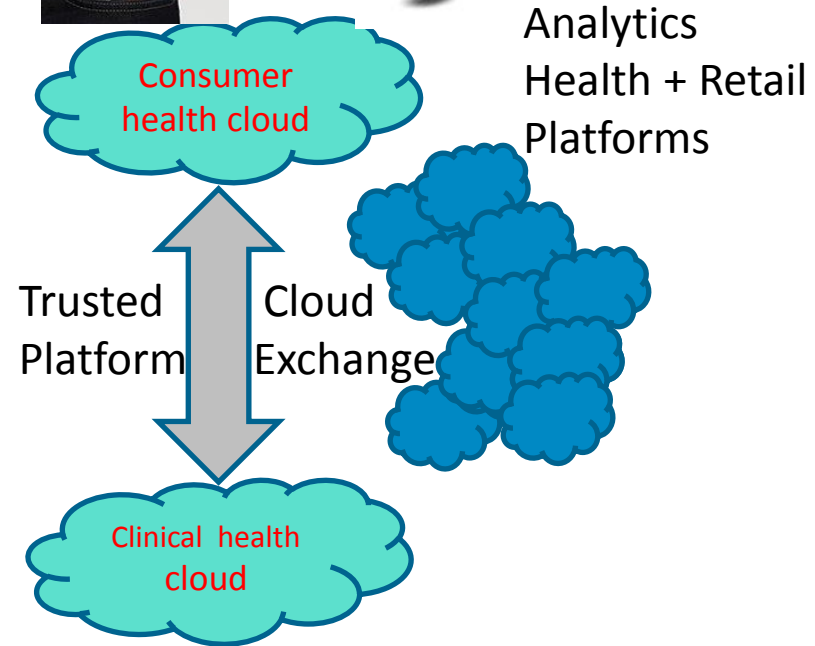 Analytics
Health + Retail
Platforms
Consumer
health cloud
Trusted Cloud
Platform Exchange
Clinical health
cloud